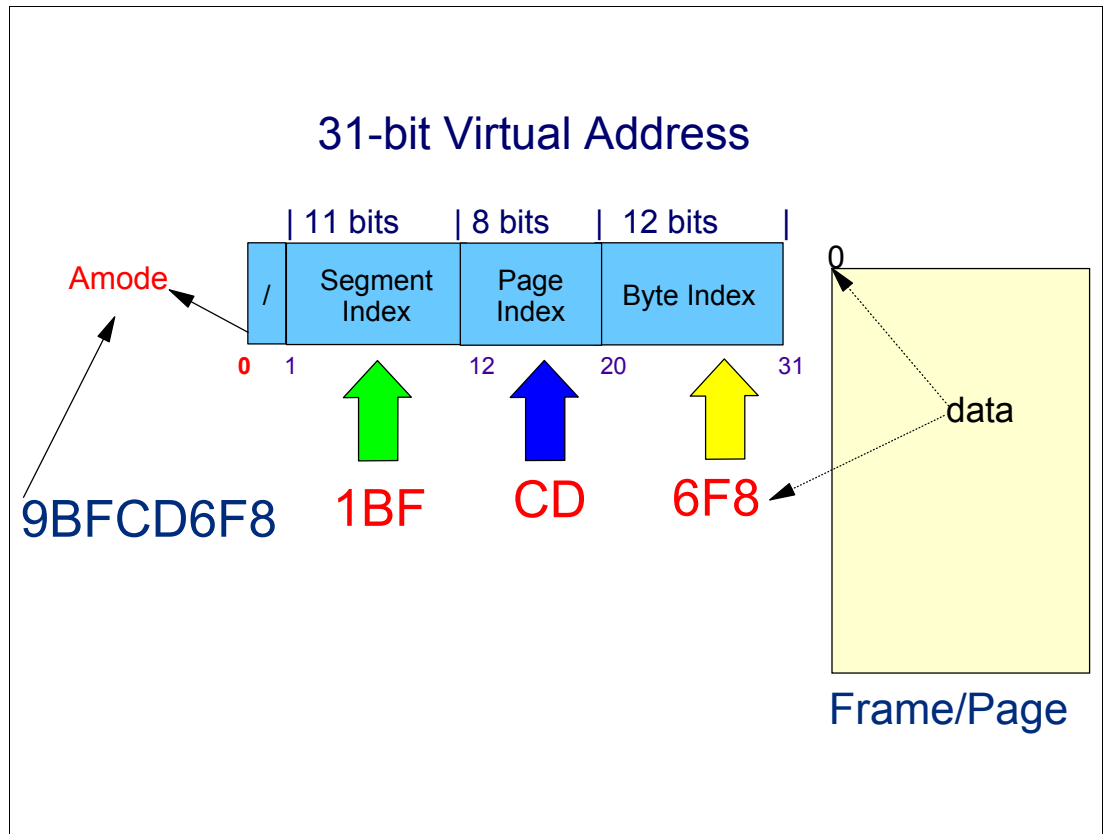 31-bit Virtual Address
| 11 bits | 8 bits | 12 bits |
Amode
/
Segment
Index
Page
Index
Byte Index
0
0 1 12 20 31
data
9BFCD6F8
1BF
CD
6F8
Frame/Page